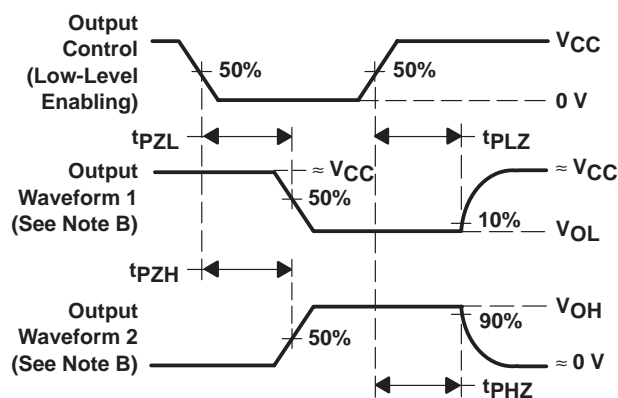 Output
Control
(Low-Level
Enabling)
50%
50%
VCC
0 V
tPZL
tPLZ
Output
Waveform 1
(See Note B)
≈ VCC
50%
≈ VCC
10%
VOL
tPZH
Output
Waveform 2
(See Note B)
50%
VOH
90%
≈ 0 V
tPHZ